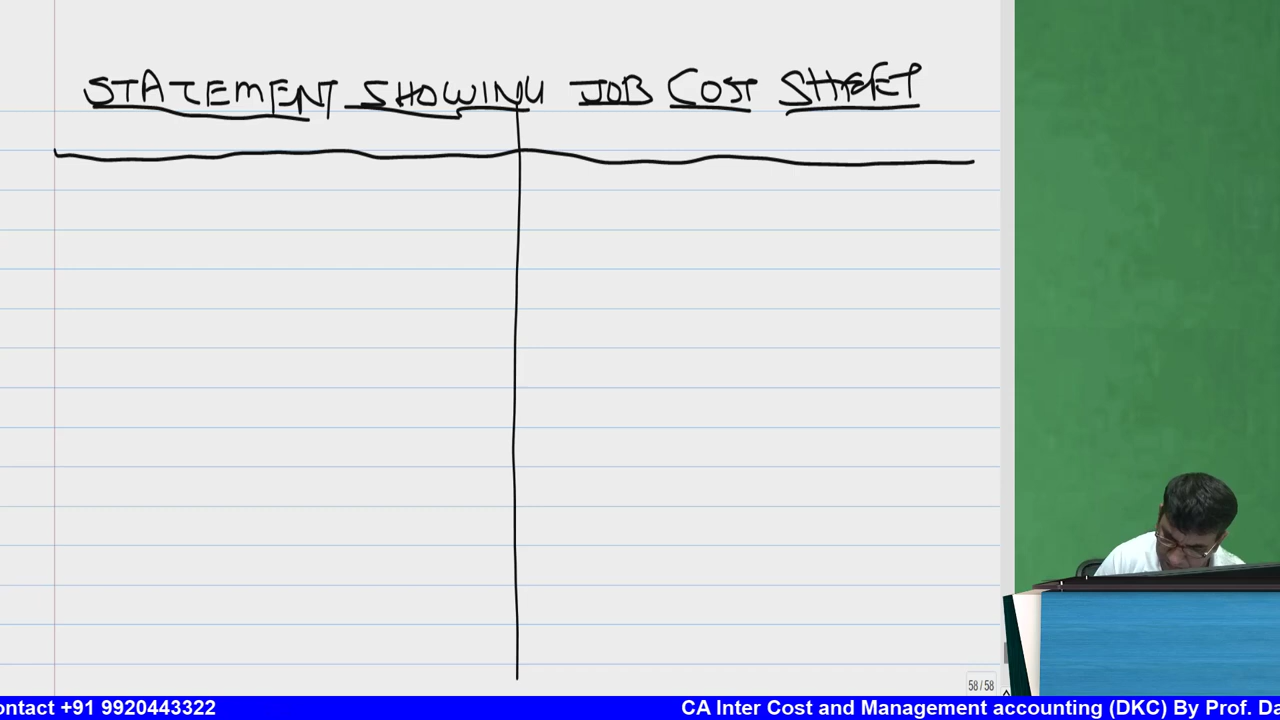 STATEMENT SHOWING JOB COST SHEET
58/58
ontact +91 9920443322
CA Inter Cost and Management accounting (DKC) By Prof. Da